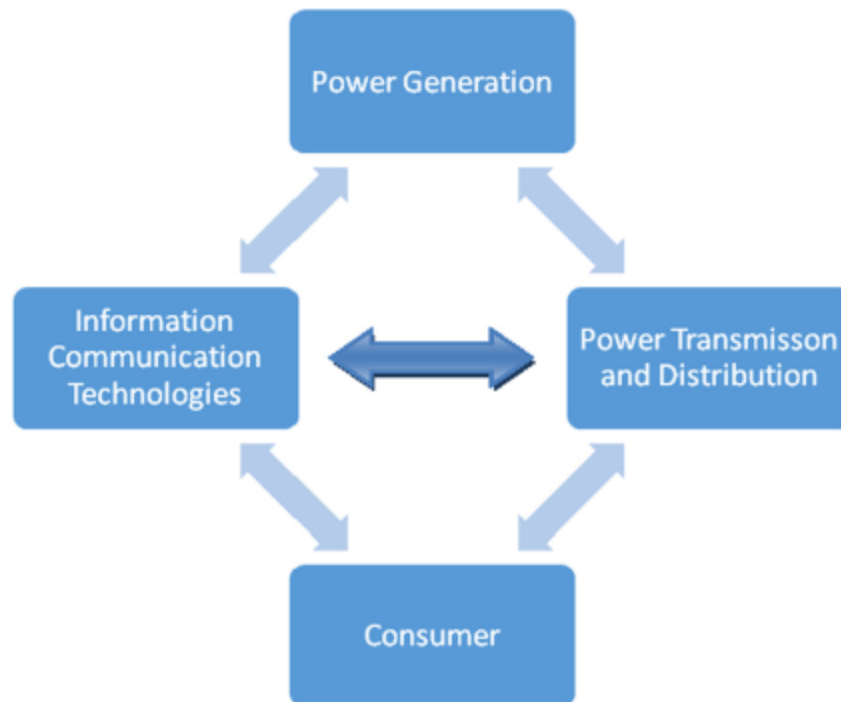 Power Generation
Information
Communication
Technologies
Power Transmisson
and Distribution
Consumer